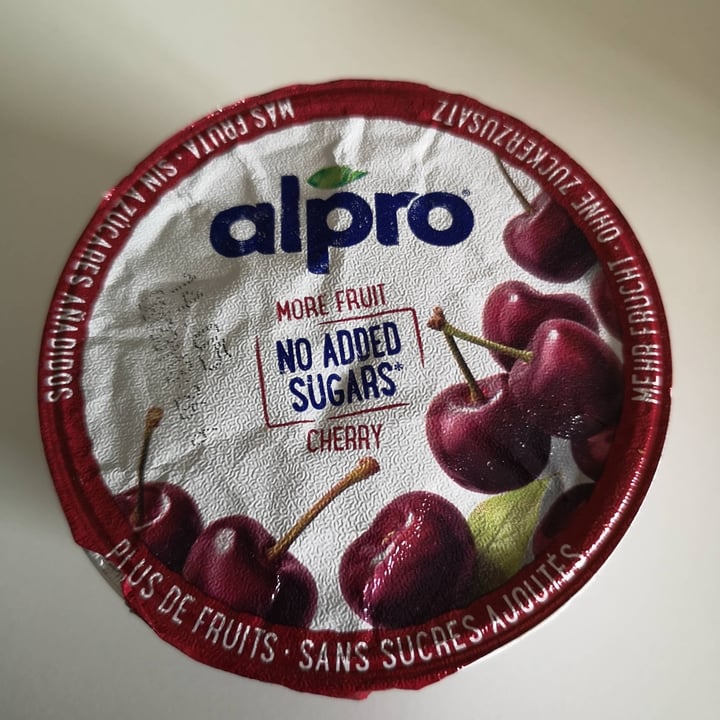 alpro
MORE FRUIT
NO ADDED
SUGARS*
CHERRY
MÁS FRUTA · SIN AZÚCARES AÑADIDOS
MEHR FRUCHT · OHNE ZUCKERZUSATZ
PLUS DE FRUITS · SANS SUCRES AJOUTÉS